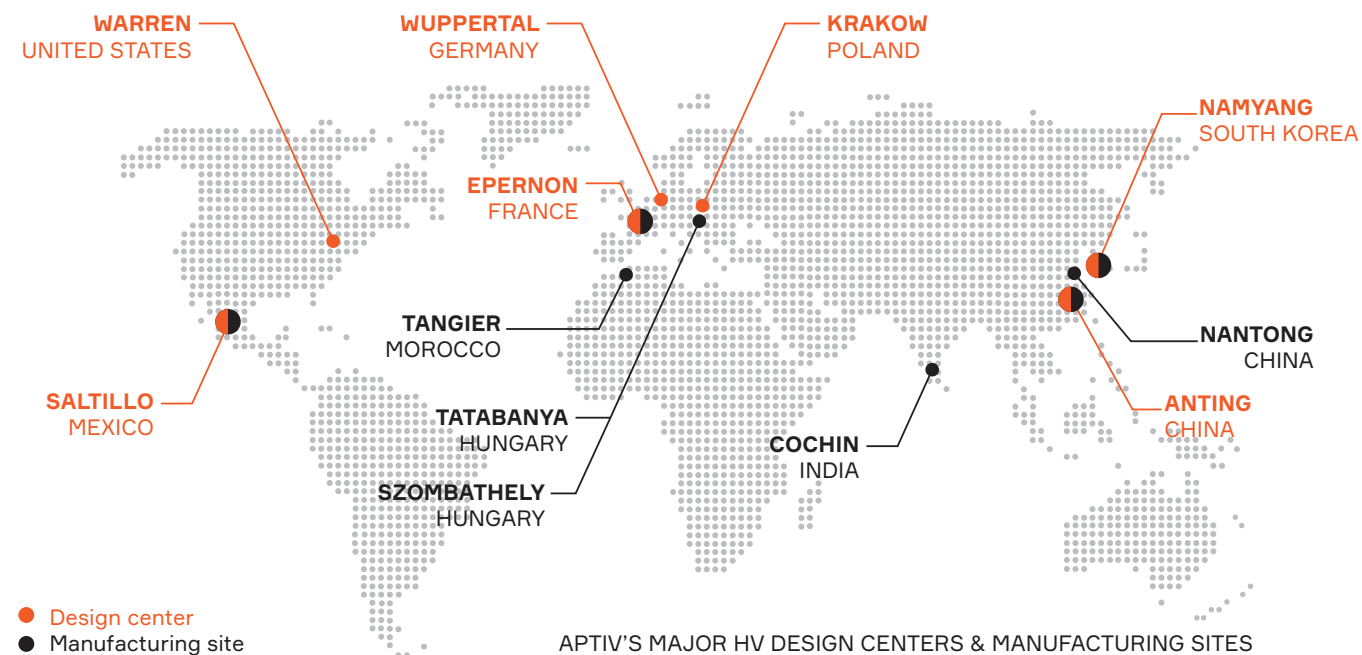 WARREN
UNITED STATES
WUPPERTAL
GERMANY
KRAKOW
POLAND
NAMYANG
SOUTH KOREA
EPERNON
FRANCE
TANGIER
MOROCCO
NANTONG
CHINA
SALTILLO
MEXICO
TATABANYA
HUNGARY
ANTING
CHINA
COCHIN
INDIA
SZOMBATHELY
HUNGARY
Design center
Manufacturing site
APTIV'S MAJOR HV DESIGN CENTERS & MANUFACTURING SITES